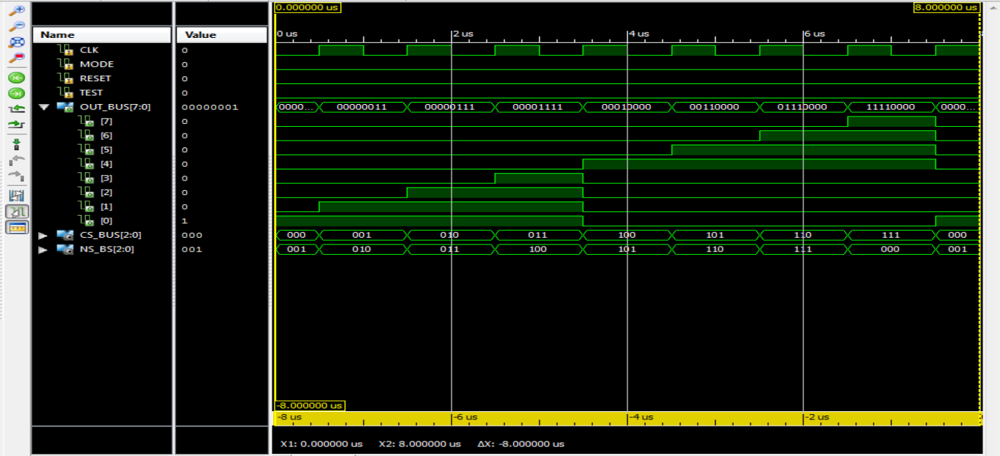 0.000000 us 8.000000 us
Name Value 0 us 2 us 4 us 6 us
CLK 0
MODE 0
RESET 0
TEST 0
OUT_BUS[7:0] 00000001 0000... 00000011 00000111 00001111 00010000 00110000 01110000 11110000 0000...
[7] 0
[6] 0
[5] 0
[4] 0
[3] 0
[2] 0
[1] 0
[0] 1
CS_BUS[2:0] 000 000 001 010 011 100 101 110 111 000
NS_BS[2:0] 001 001 010 011 100 101 110 111 000 001
-8.000000 us
-8 us -6 us -4 us -2 us
X1: 0.000000 us X2: 8.000000 us ΔX: -8.000000 us